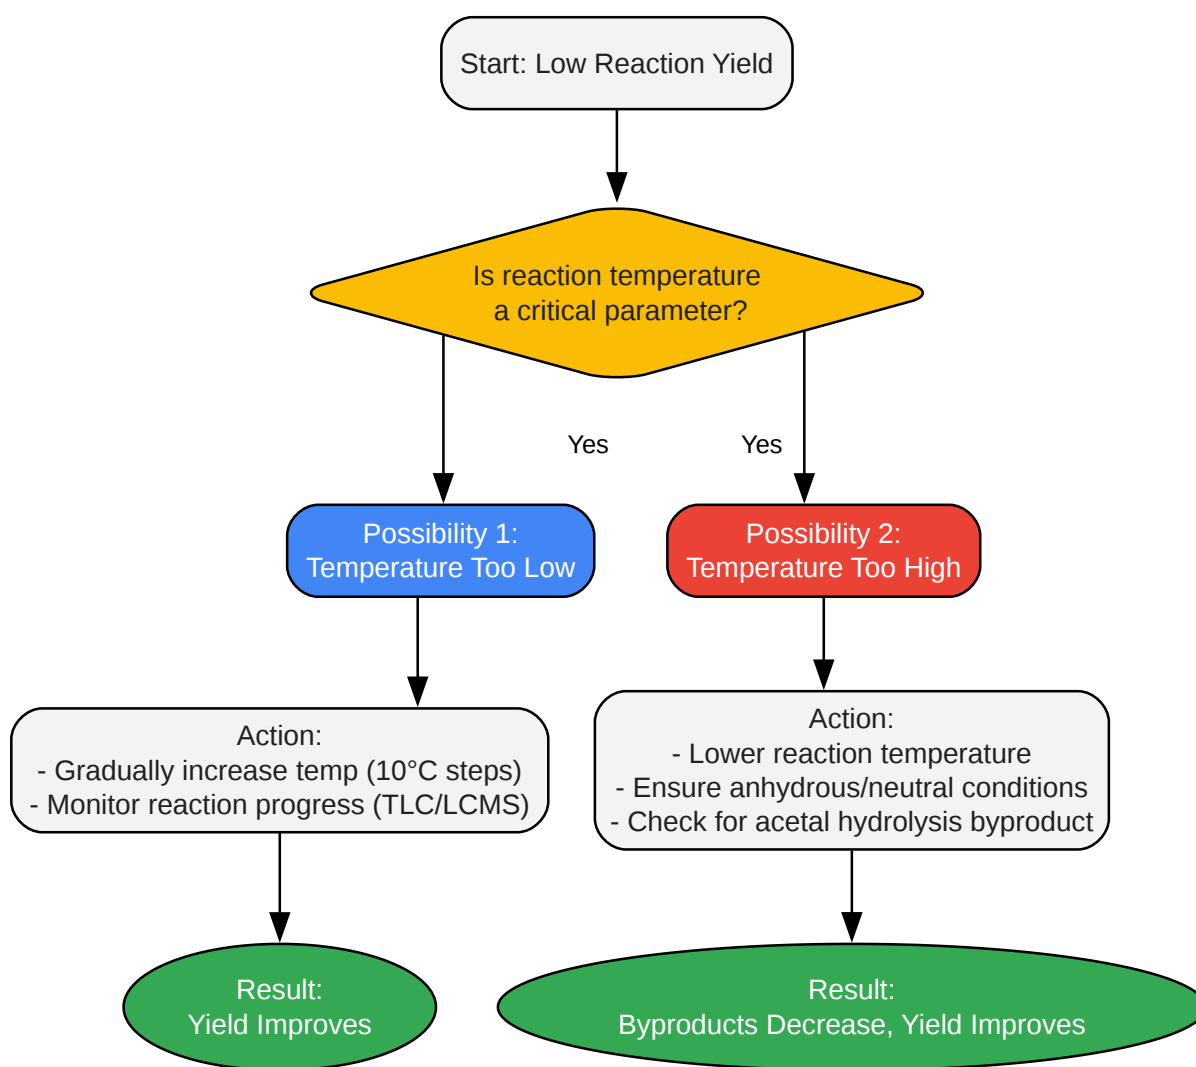 Start: Low Reaction Yield
Is reaction temperature
a critical parameter?
Yes
Yes
Possibility 1:
Temperature Too Low
Possibility 2:
Temperature Too High
Action:
- Gradually increase temp (10°C steps)
- Monitor reaction progress (TLC/LCMS)
Action:
- Lower reaction temperature
- Ensure anhydrous/neutral conditions
- Check for acetal hydrolysis byproduct
Result:
Yield Improves
Result:
Byproducts Decrease, Yield Improves